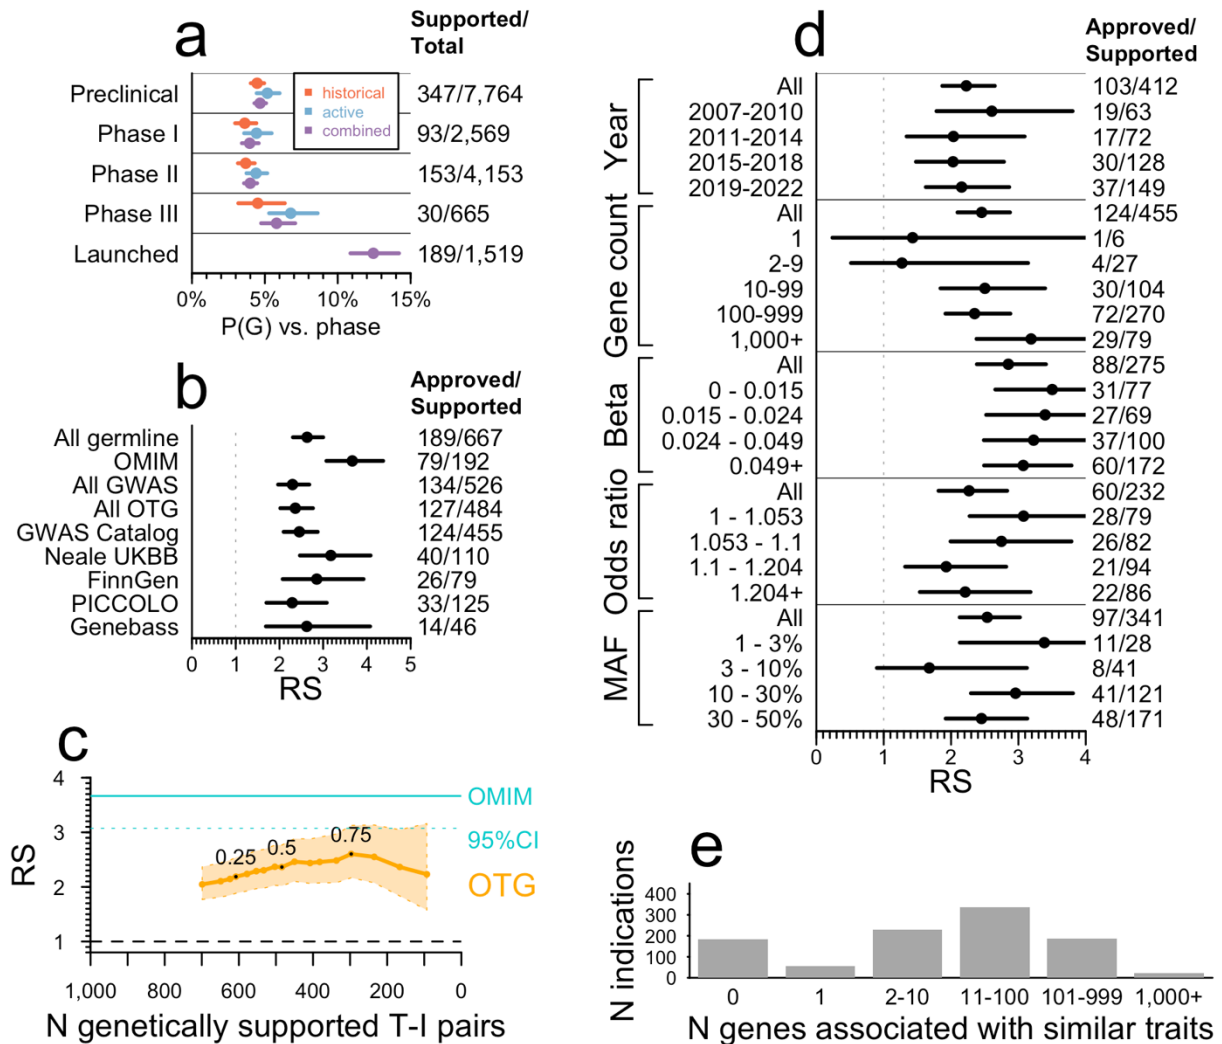 a
Supported/
Total
historical
active
combined
Preclinical 347/7,764
Phase I 93/2,569
Phase II 153/4,153
Phase III 30/665
Launched 189/1,519
0% 5% 10% 15%
P(G) vs. phase
b
Approved/
Supported
All germline 189/667
OMIM 79/192
All GWAS 134/526
All OTG 127/484
GWAS Catalog 124/455
Neale UKBB 40/110
FinnGen 26/79
PICCOLO 33/125
Genebass 14/46
0 1 2 3 4 5
RS
c
4
3
2
1
RS
OMIM
95%CI
OTG
0.25 0.5 0.75
1,000 800 600 400 200 0
N genetically supported T-I pairs
d
Approved/
Supported
Year
All 103/412
2007-2010 19/63
2011-2014 17/72
2015-2018 30/128
2019-2022 37/149
Gene count
All 124/455
1 1/6
2-9 4/27
10-99 30/104
100-999 72/270
1,000+ 29/79
Beta
All 88/275
0 - 0.015 31/77
0.015 - 0.024 27/69
0.024 - 0.049 37/100
0.049+ 60/172
Odds ratio
All 60/232
1 - 1.053 28/79
1.053 - 1.1 26/82
1.1 - 1.204 21/94
1.204+ 22/86
MAF
All 97/341
1 - 3% 11/28
3 - 10% 8/41
10 - 30% 41/121
30 - 50% 48/171
0 1 2 3 4
RS
e
N indications
400
300
200
100
0
0 1 2-10 11-100 101-999 1,000+
N genes associated with similar traits